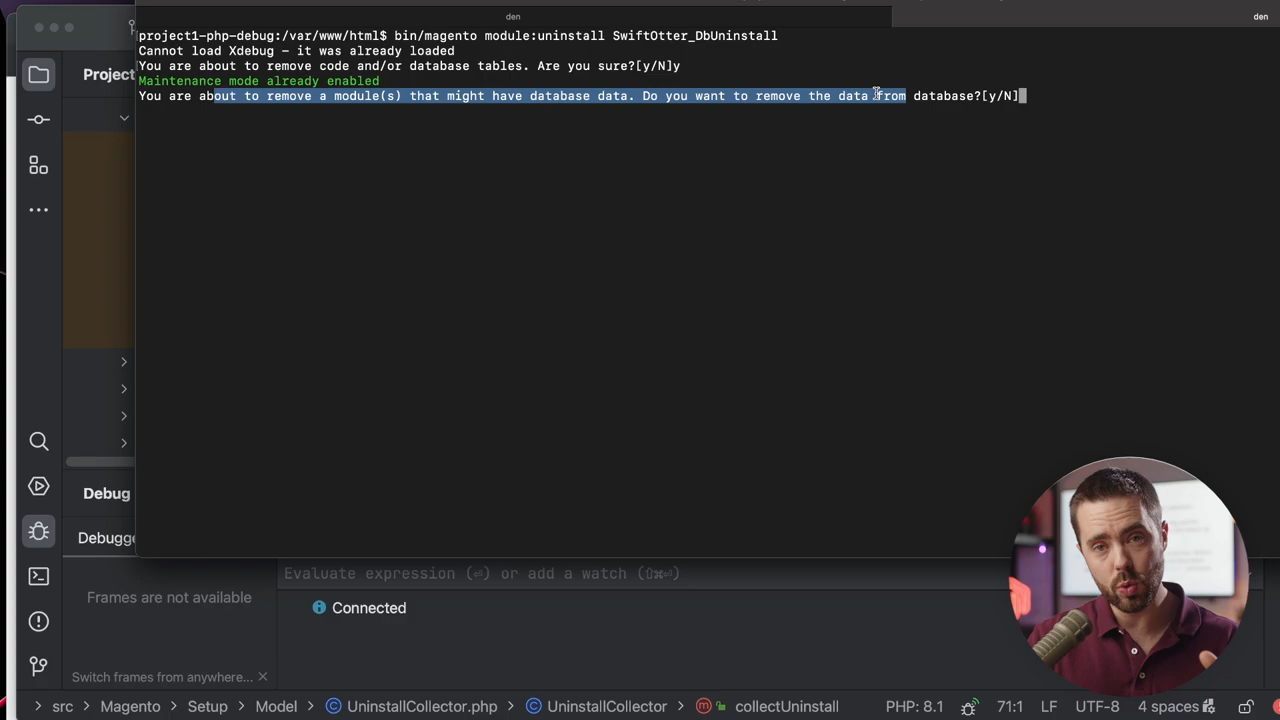 den
den
project1-php-debug:/var/www/html$ bin/magento module:uninstall SwiftOtter_DbUninstall
Cannot load Xdebug - it was already loaded
You are about to remove code and/or database tables. Are you sure?[y/N]y
Maintenance mode already enabled
You are about to remove a module(s) that might have database data. Do you want to remove the data from database?[y/N]
Project
Debug
Debugge
Evaluate expression (⏎) or add a watch (⇧⌘⏎)
Frames are not available
Connected
Switch frames from anywhere...
src > Magento > Setup > Model > UninstallCollector.php > UninstallCollector > m collectUninstall PHP: 8.1 71:1 LF UTF-8 4 spaces